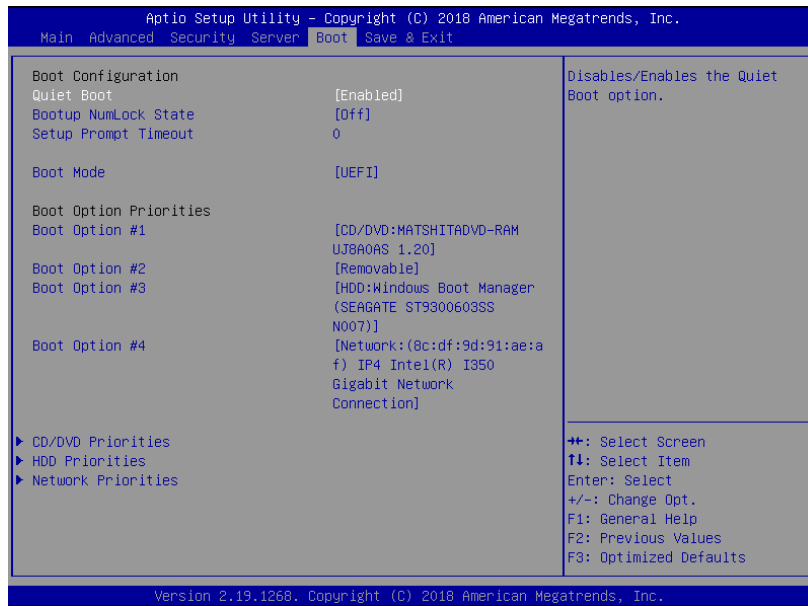 Aptio Setup Utility – Copyright (C) 2018 American Megatrends, Inc.
Main Advanced Security Server Boot Save & Exit
Boot Configuration
Quiet Boot [Enabled]
Bootup NumLock State [Off]
Setup Prompt Timeout 0
Boot Mode [UEFI]
Boot Option Priorities
Boot Option #1 [CD/DVD:MATSHITADVD-RAM
UJ8A0AS 1.20]
Boot Option #2 [Removable]
Boot Option #3 [HDD:Windows Boot Manager
(SEAGATE ST9300603SS
N007)]
Boot Option #4 [Network:(8c:df:9d:91:ae:a
f) IP4 Intel(R) I350
Gigabit Network
Connection]
CD/DVD Priorities
HDD Priorities
Network Priorities
Disables/Enables the Quiet
Boot option.
→←: Select Screen
↑↓: Select Item
Enter: Select
+/-: Change Opt.
F1: General Help
F2: Previous Values
F3: Optimized Defaults
Version 2.19.1268. Copyright (C) 2018 American Megatrends, Inc.